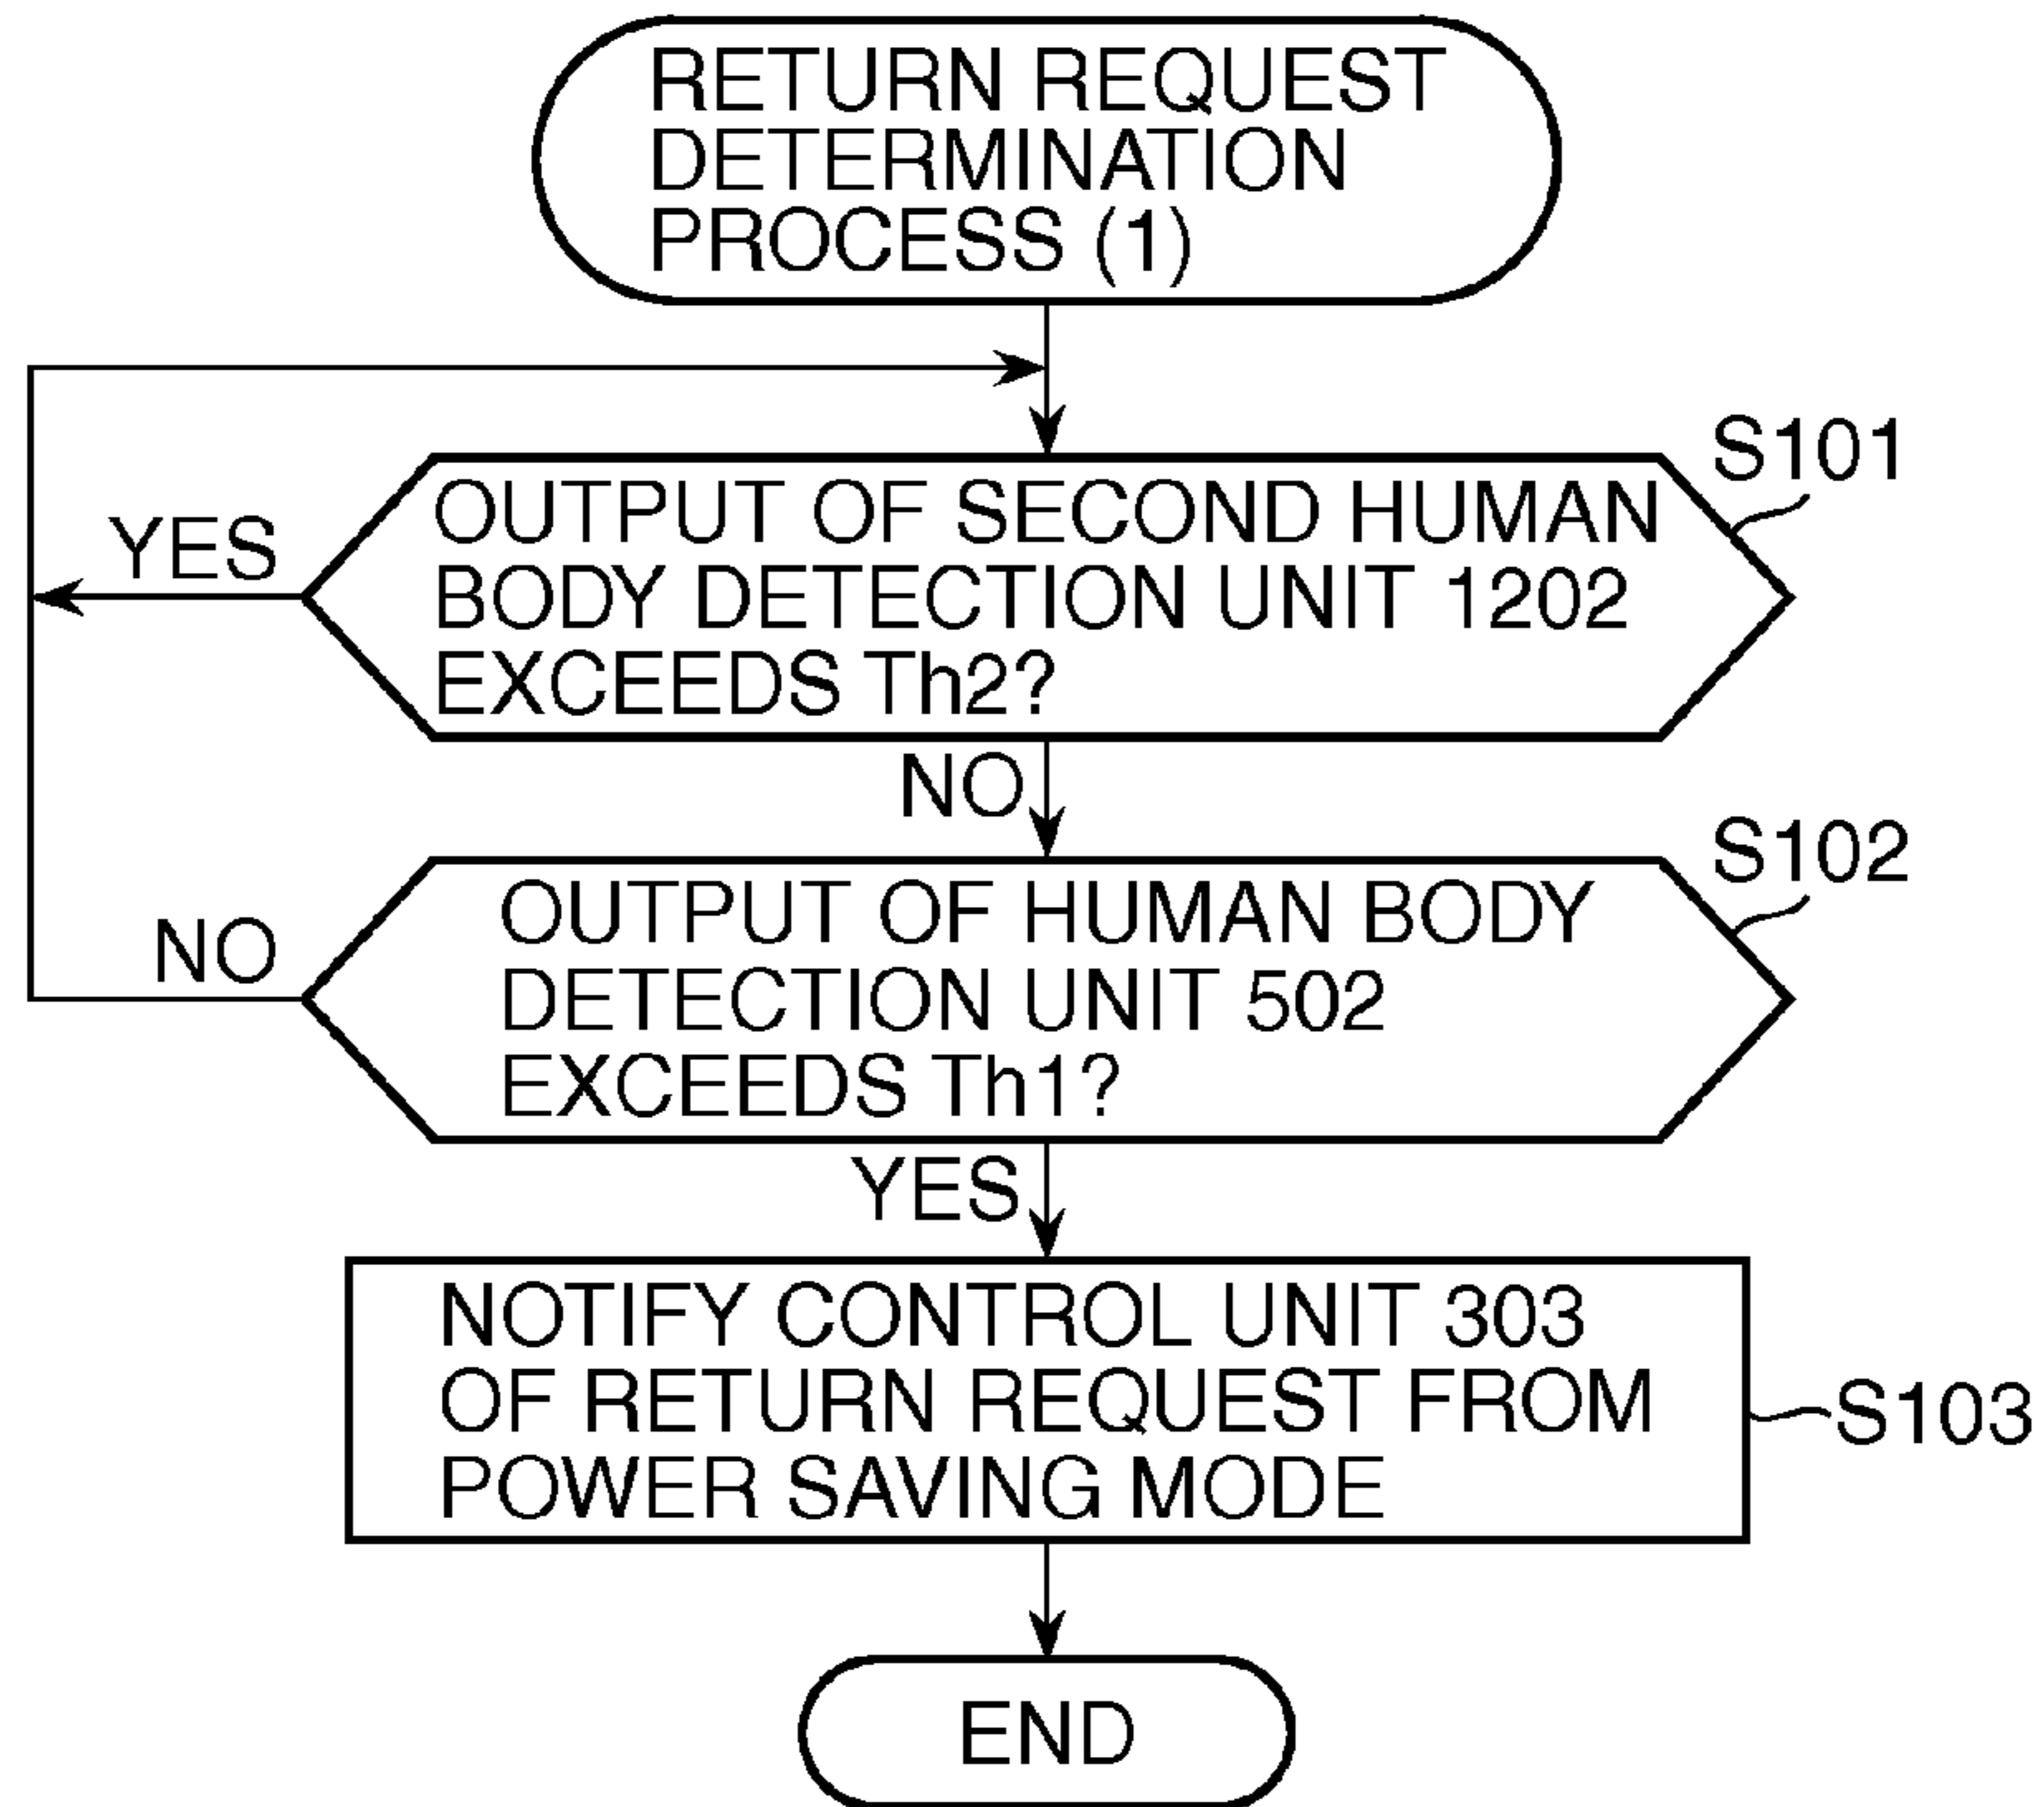 RETURN REQUEST
DETERMINATION
PROCESS (1)
S101
OUTPUT OF SECOND HUMAN
BODY DETECTION UNIT 1202
EXCEEDS Th2?
YES
NO
S102
OUTPUT OF HUMAN BODY
DETECTION UNIT 502
EXCEEDS Th1?
NO
YES
NOTIFY CONTROL UNIT 303
OF RETURN REQUEST FROM
POWER SAVING MODE
S103
END